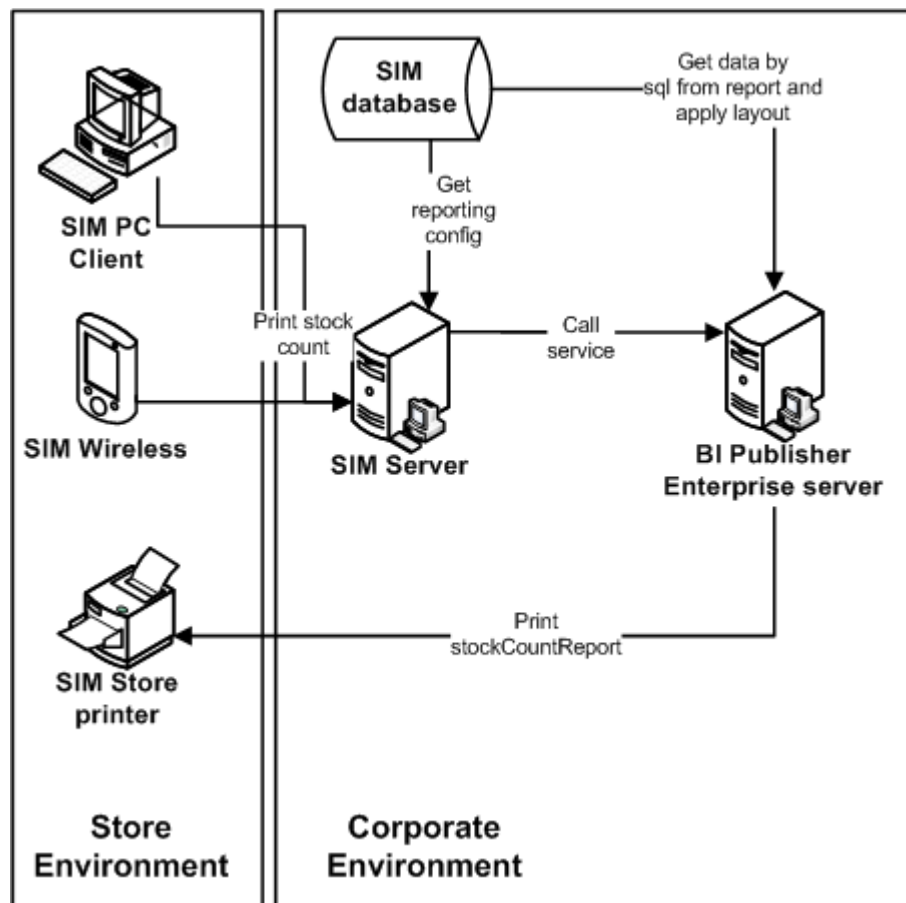 SIM
database
Get data by
sql from report and
apply layout
Get
reporting
config
SIM PC
Client
Print stock
count
Call
service
SIM Wireless
SIM Server
BI Publisher
Enterprise server
Print
stockCountReport
SIM Store
printer
Store
Environment
Corporate
Environment